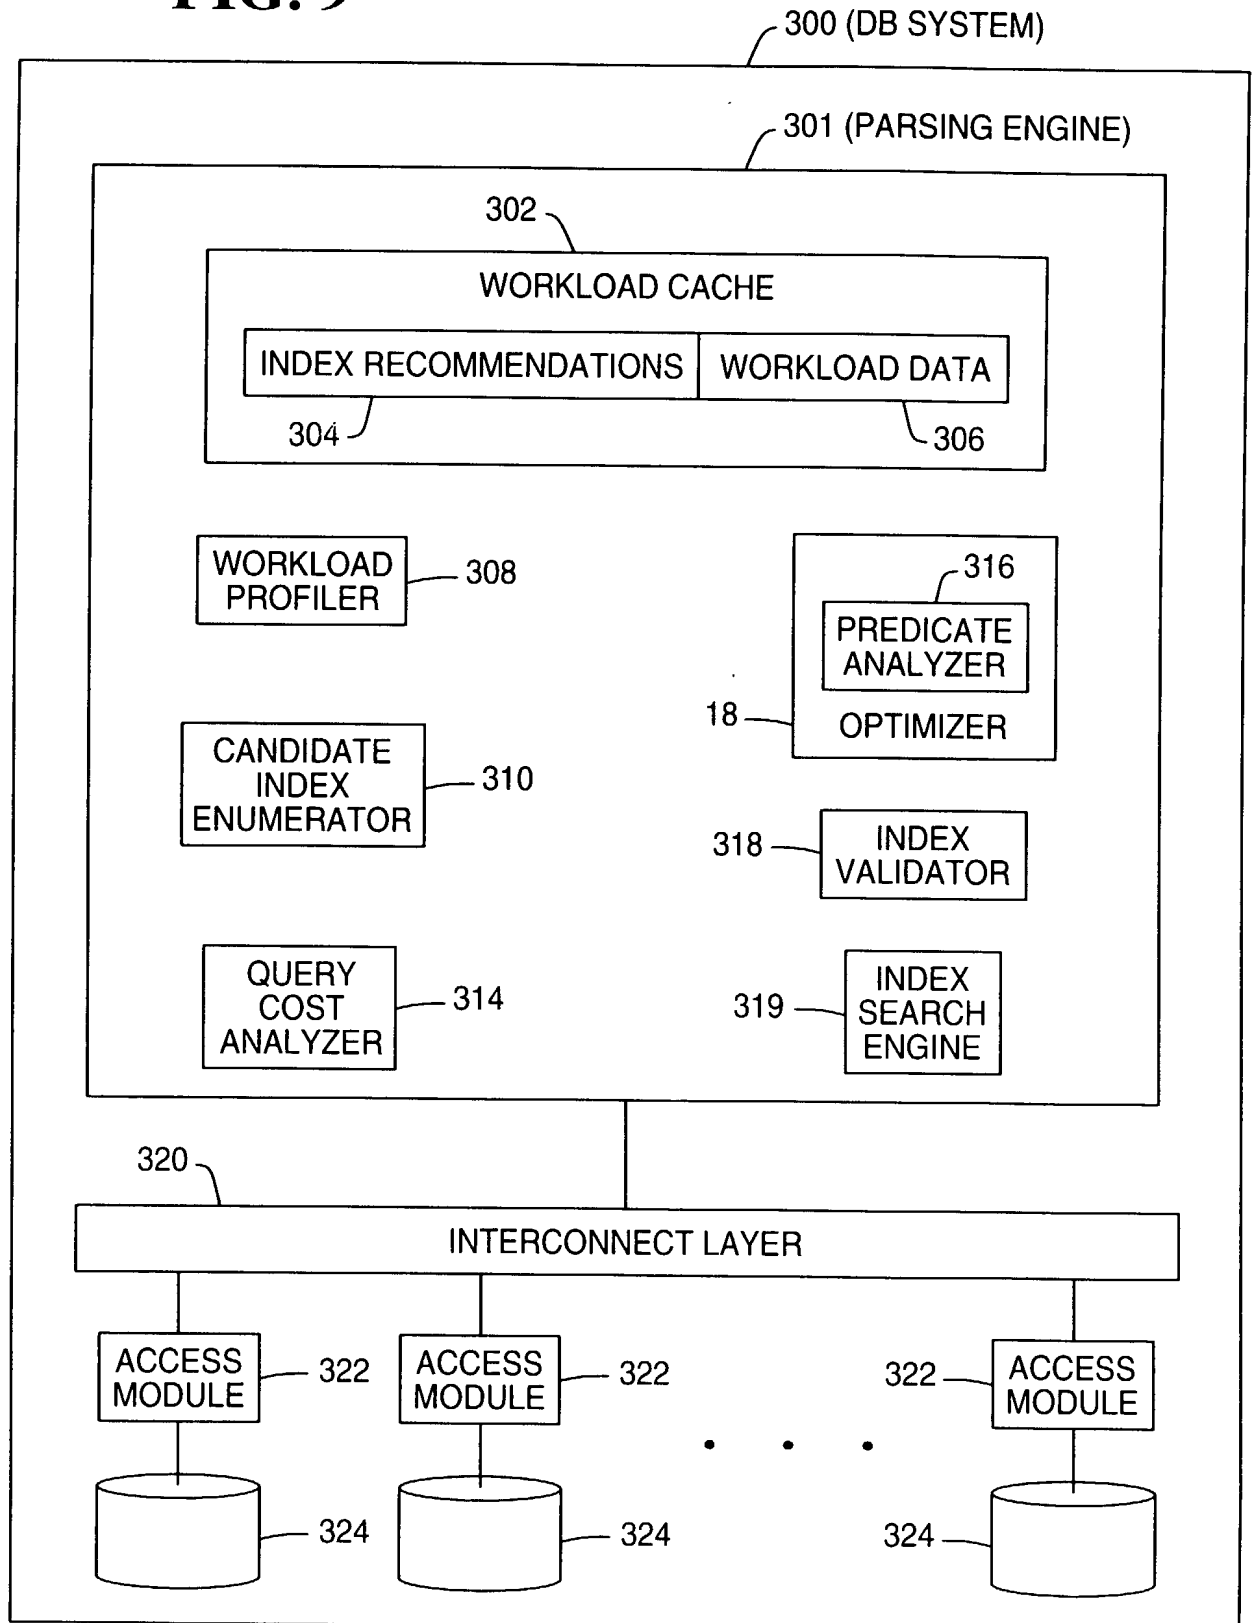 FIG. 9
300 (DB SYSTEM)
301 (PARSING ENGINE)
302
WORKLOAD CACHE
INDEX RECOMMENDATIONS
WORKLOAD DATA
304
306
WORKLOAD
PROFILER
308
316
PREDICATE
ANALYZER
18
OPTIMIZER
CANDIDATE
INDEX
ENUMERATOR
310
318
INDEX
VALIDATOR
QUERY
COST
ANALYZER
314
319
INDEX
SEARCH
ENGINE
320
INTERCONNECT LAYER
ACCESS
MODULE
322
ACCESS
MODULE
322
322
ACCESS
MODULE
324
324
324